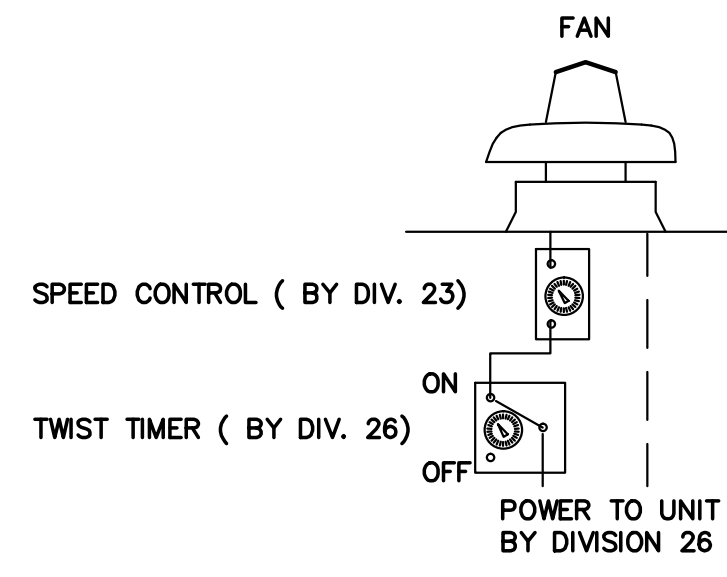 FAN
SPEED CONTROL ( BY DIV. 23)
ON
TWIST TIMER ( BY DIV. 26)
OFF
POWER TO UNIT
BY DIVISION 26